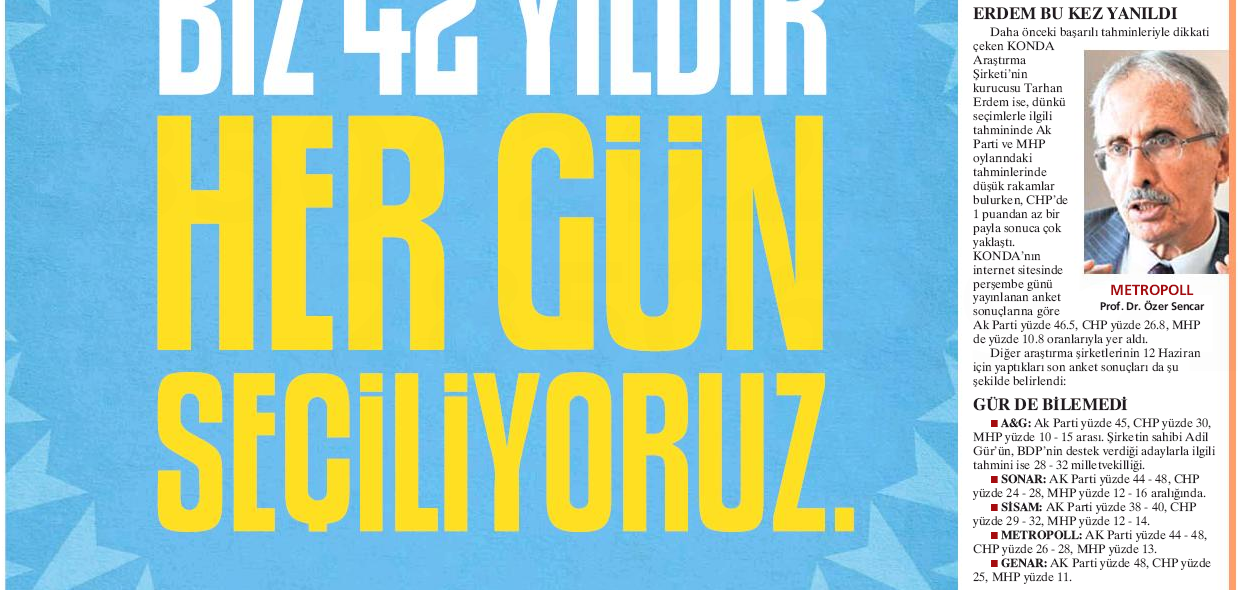 BİZ 42 YILDIR
HER GÜN
SEÇİLİYORUZ.
ERDEM BU KEZ YANILDI
Daha önceki başarılı tahminleriyle dikkati
çeken KONDA
Araştırma
Şirketi’nin
kurucusu Tarhan
Erdem ise, dünkü
seçimlerle ilgili
tahmininde Ak
Parti ve MHP
oylarındaki
tahminlerinde
düşük rakamlar
bulurken, CHP’de
1 puandan az bir
payla sonuca çok
yaklaştı.
KONDA’nın
internet sitesinde
perşembe günü
yayınlanan anket
sonuçlarına göre
Ak Parti yüzde 46.5, CHP yüzde 26.8, MHP
de yüzde 10.8 oranlarıyla yer aldı.
Diğer araştırma şirketlerinin 12 Haziran
için yaptıkları son anket sonuçları da şu
şekilde belirlendi:
METROPOLL
Prof. Dr. Özer Sencar
GÜR DE BİLEMEDİ
■ A&G: Ak Parti yüzde 45, CHP yüzde 30,
MHP yüzde 10 - 15 arası. Şirketin sahibi Adil
Gür’ün, BDP’nin destek verdiği adaylarla ilgili
tahmini ise 28 - 32 milletvekilliği.
■ SONAR: AK Parti yüzde 44 - 48, CHP
yüzde 24 - 28, MHP yüzde 12 - 16 aralığında.
■ SİSAM: AK Parti yüzde 38 - 40, CHP
yüzde 29 - 32, MHP yüzde 12 - 14.
■ METROPOLL: AK Parti yüzde 44 - 48,
CHP yüzde 26 - 28, MHP yüzde 13.
■ GENAR: AK Parti yüzde 48, CHP yüzde
25, MHP yüzde 11.